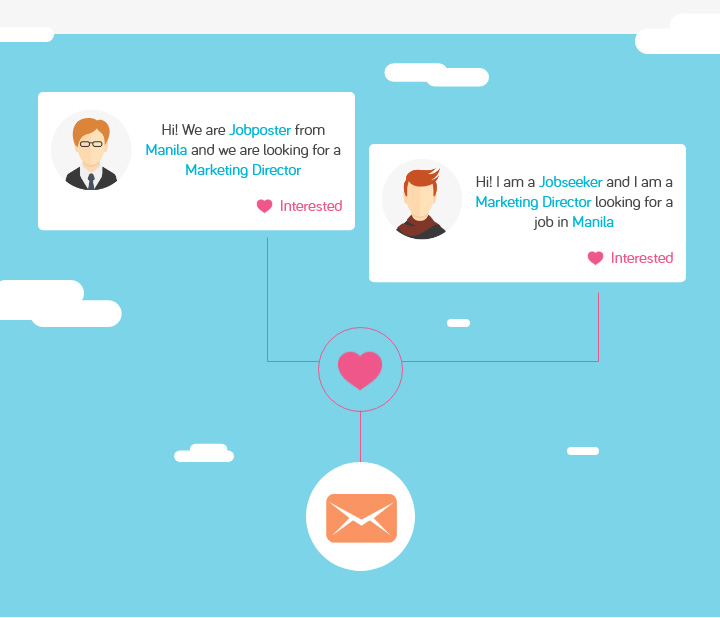 Hi! We are Jobposter from
Manila and we are looking for a
Marketing Director
Interested
Hi! I am a Jobseeker and I am a
Marketing Director looking for a
job in Manila
Interested